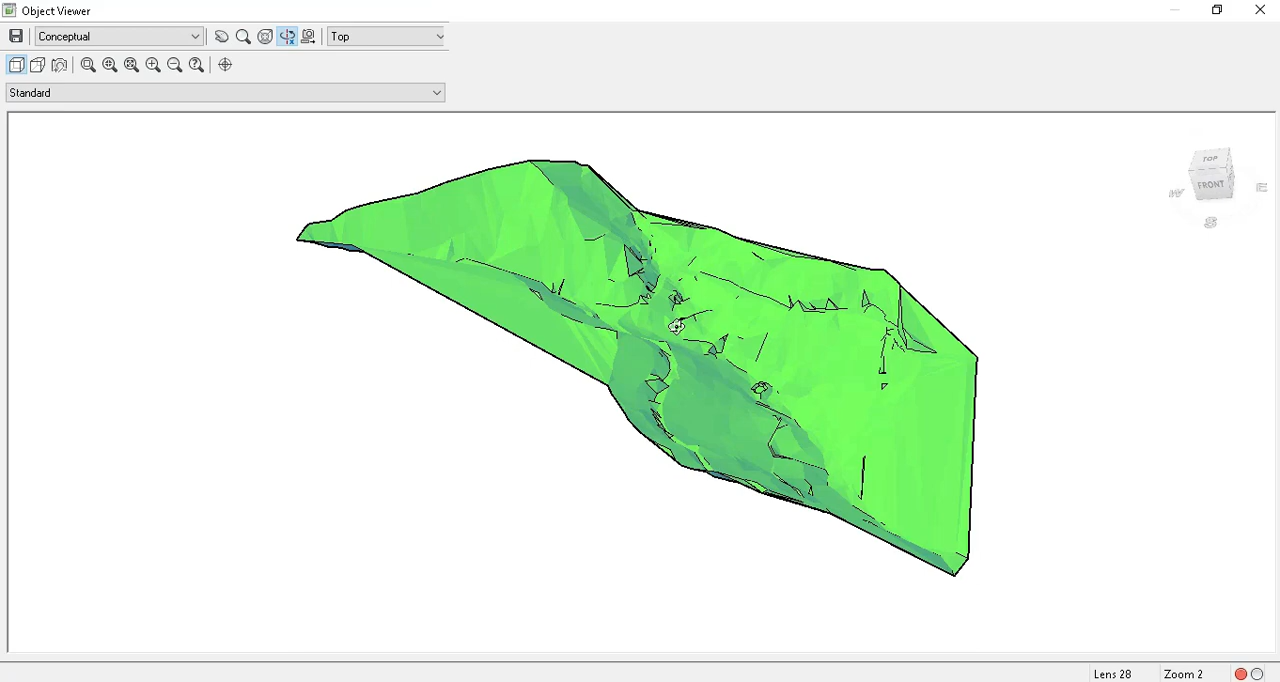 Object Viewer
Conceptual
Top
Standard
TOP
W FRONT E
S
Lens 28 Zoom 2